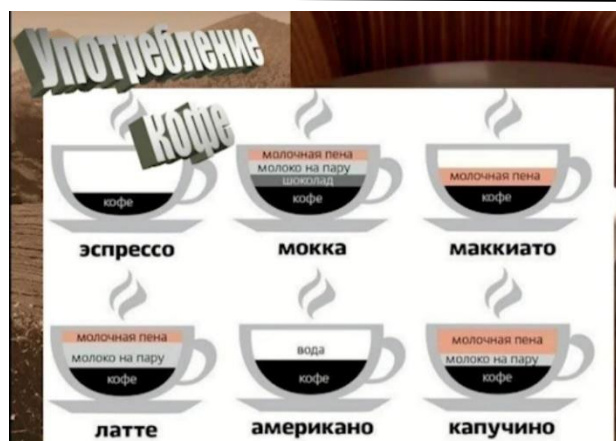 Употребление
кофе
кофе
эспрессо
молочная пена
молоко на пару
шоколад
кофе
мокка
молочная пена
кофе
маккиато
молочная пена
молоко на пару
кофе
латте
вода
кофе
американо
молочная пена
молоко на пару
кофе
капучино